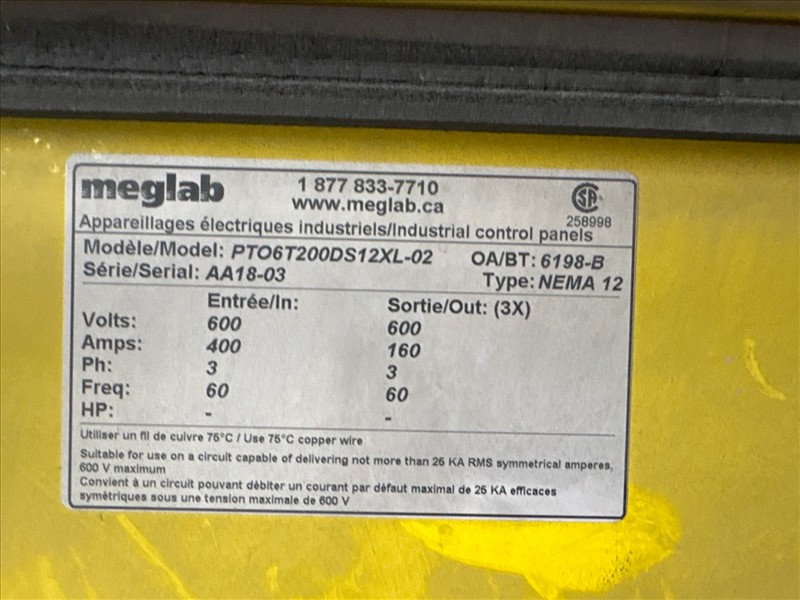 meglab
1 877 833-7710
www.meglab.ca
258998
Appareillages électriques industriels/Industrial control panels
Modèle/Model: PTO6T200DS12XL-02 OA/BT: 6198-B
Série/Serial: AA18-03 Type: NEMA 12
Entrée/In: Sortie/Out: (3X)
Volts: 600 600
Amps: 400 160
Ph: 3 3
Freq: 60 60
HP: - -
Utiliser un fil de cuivre 75°C / Use 75°C copper wire
Suitable for use on a circuit capable of delivering not more than 25 KA RMS symmetrical amperes,
600 V maximum
Convient à un circuit pouvant débiter un courant par défaut maximal de 25 KA efficaces
symétriques sous une tension maximale de 600 V